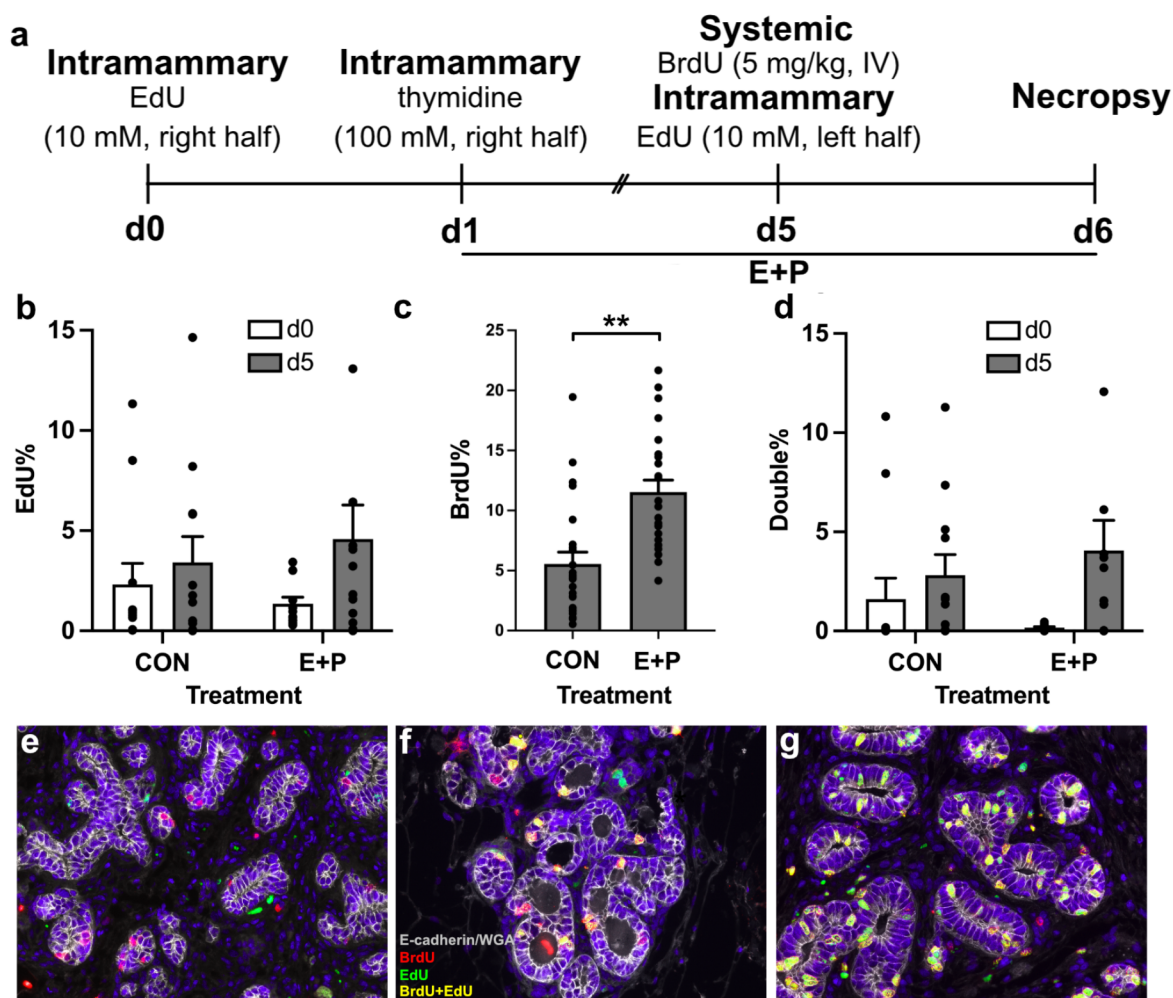 a
Intramammary
EdU
(10 mM, right half)
Intramammary
thymidine
(100 mM, right half)
Systemic
BrdU (5 mg/kg, IV)
Intramammary
EdU (10 mM, left half)
Necropsy
d0
d1
d5
d6
E+P
b
EdU%
15
10
5
0
d0
d5
CON
E+P
Treatment
c
BrdU%
25
20
15
10
5
0
**
CON
E+P
Treatment
d
Double%
15
10
5
0
d0
d5
CON
E+P
Treatment
e
f
E-cadherin/WGA
BrdU
EdU
BrdU+EdU
g